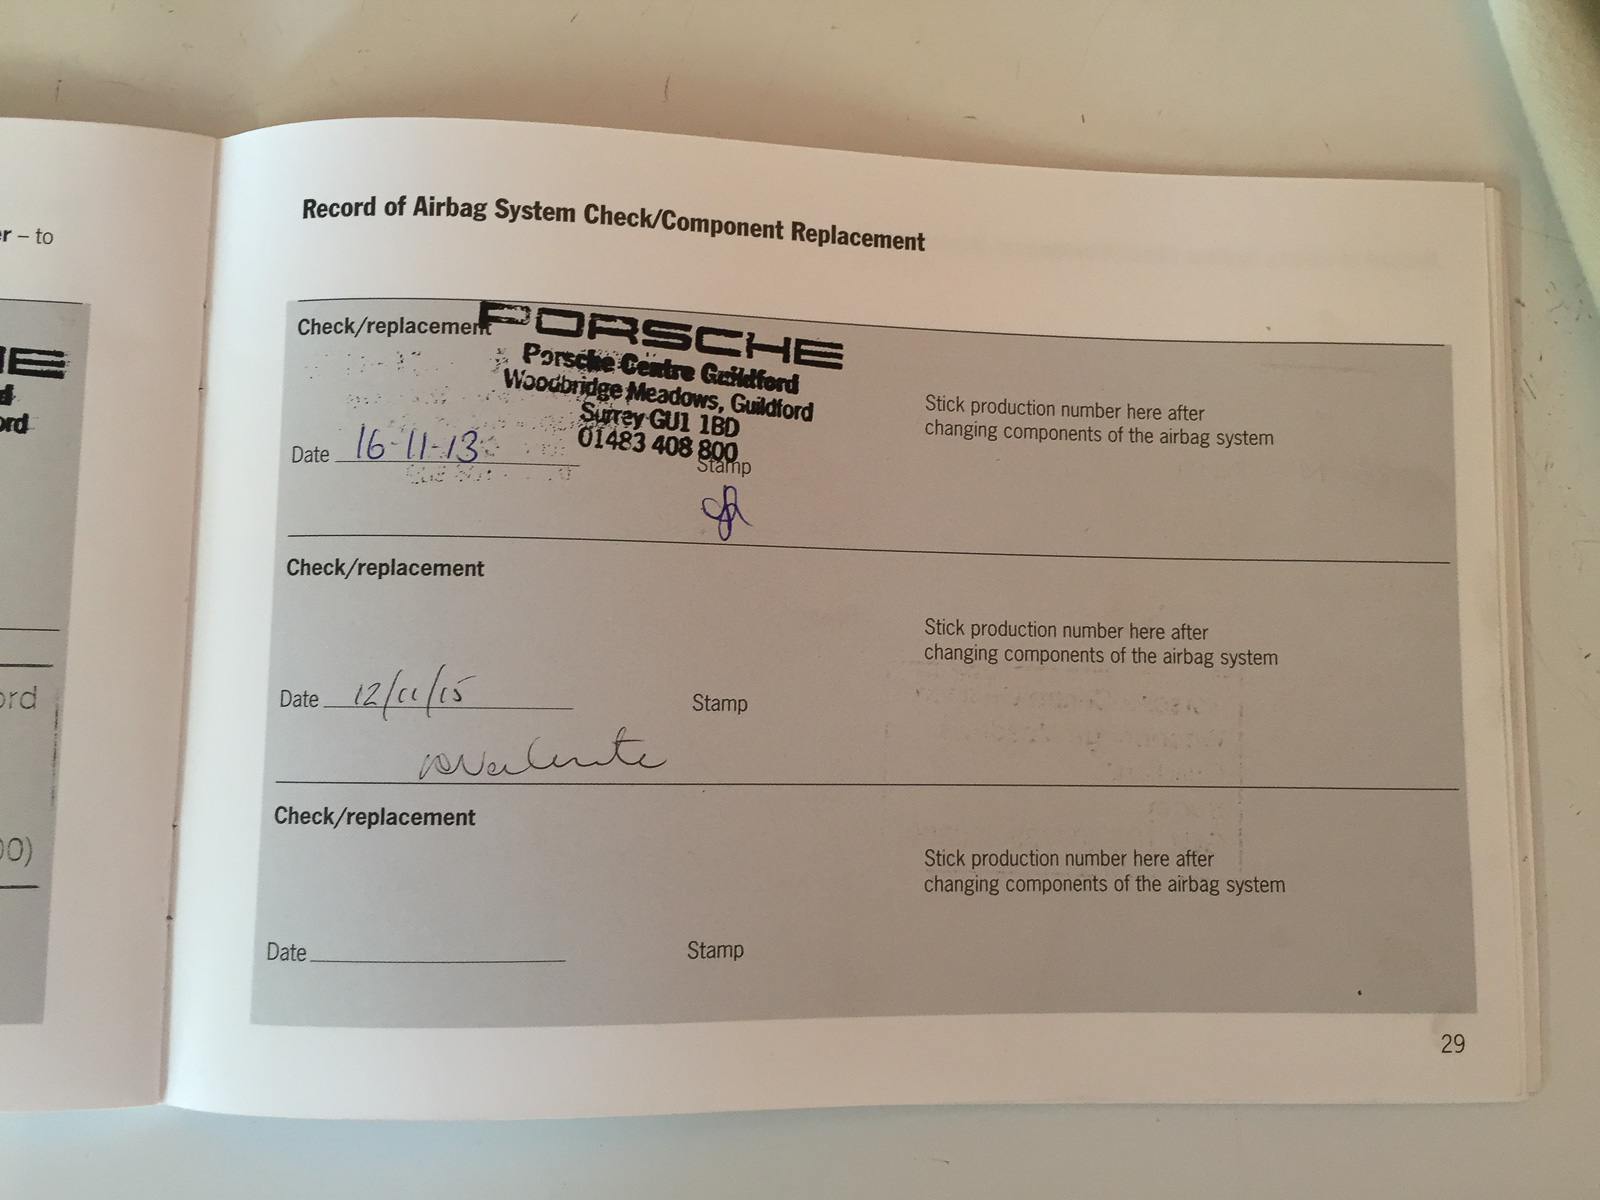 r – to
Record of Airbag System Check/Component Replacement
Check/replacement
PORSCHE
Porsche Centre Guildford
Woodbridge Meadows, Guildford
Surrey GU1 1BD
01483 408 800
Date 16-11-13
Stamp
Stick production number here after
changing components of the airbag system
Check/replacement
Stick production number here after
changing components of the airbag system
Date 12/11/15
Stamp
Check/replacement
Stick production number here after
changing components of the airbag system
Date
Stamp
29